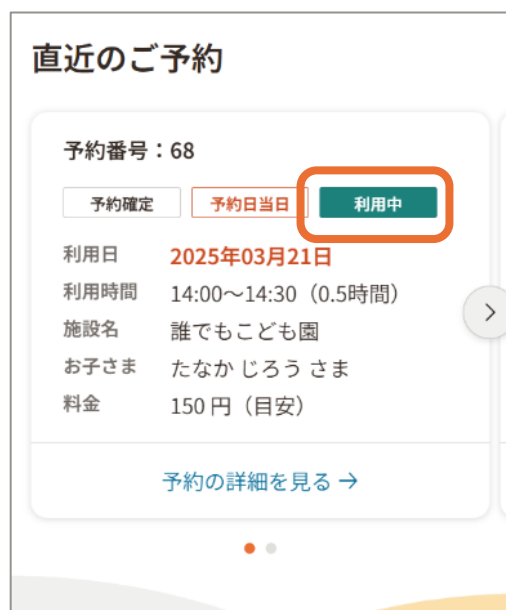 直近のご予約
予約番号：68
予約確定 予約日当日 利用中
利用日 2025年03月21日
利用時間 14:00～14:30（0.5時間）
施設名 誰でもこども園
お子さま たなか じろう さま
料金 150 円（目安）
予約の詳細を見る →